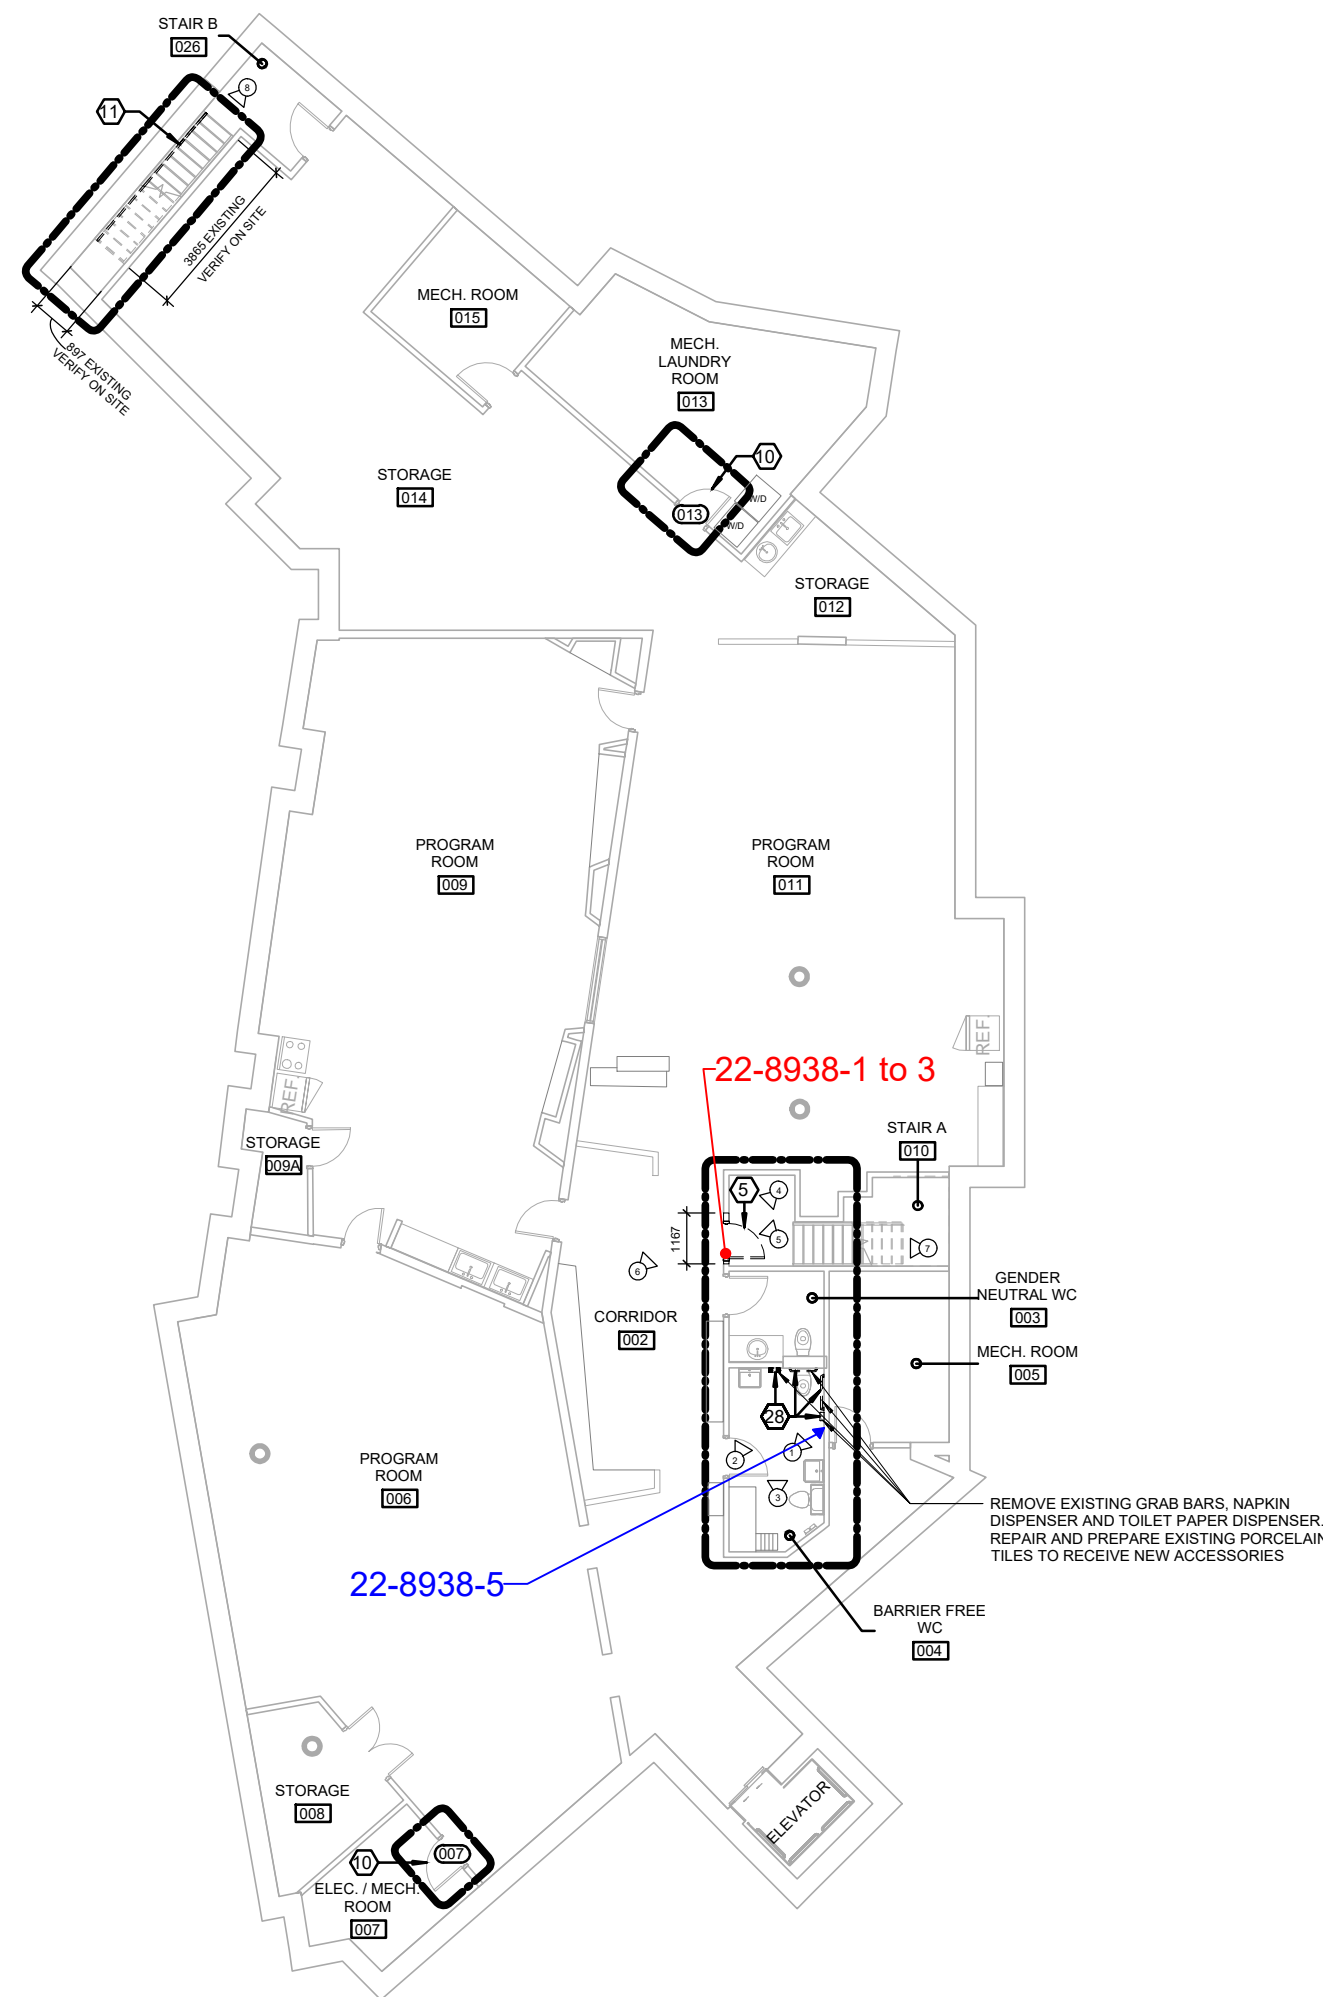 STAIR B
026
8
11
3865 EXISTING
VERIFY ON SITE
897 EXISTING
VERIFY ON SITE
MECH. ROOM
015
MECH.
LAUNDRY
ROOM
013
10
STORAGE
014
013
W/D
W/D
STORAGE
012
PROGRAM
ROOM
009
PROGRAM
ROOM
011
REF.
REF.
22-8938-1 to 3
STORAGE
009A
STAIR A
010
5
4
5
1167
7
6
GENDER
NEUTRAL WC
003
CORRIDOR
002
MECH. ROOM
005
28
2
1
3
PROGRAM
ROOM
006
REMOVE EXISTING GRAB BARS, NAPKIN
DISPENSER AND TOILET PAPER DISPENSER.
REPAIR AND PREPARE EXISTING PORCELAIN
TILES TO RECEIVE NEW ACCESSORIES
22-8938-5
BARRIER FREE
WC
004
STORAGE
008
ELEVATOR
007
10
ELEC. / MECH.
ROOM
007